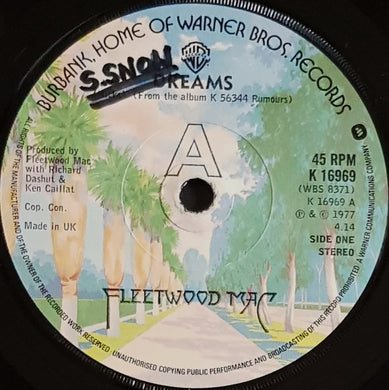 BURBANK, HOME OF WARNER BROS. RECORDS
S.SNOW
WB
DREAMS
(From the album K 56344 Rumours)
Produced by
Fleetwood Mac
with Richard
Dashut &
Ken Caillat
Cop. Con.
Made in UK
A
45 RPM
K 16969
(WBS 8371)
K 16969 A
Ⓟ & © 1977
4.14
SIDE ONE
STEREO
FLEETWOOD MAC
ALL RIGHTS OF THE MANUFACTURER AND OF THE OWNER OF THE RECORDED WORK RESERVED. UNAUTHORISED COPYING PUBLIC PERFORMANCE AND BROADCASTING OF THIS RECORD PROHIBITED. A WARNER COMMUNICATIONS COMPANY